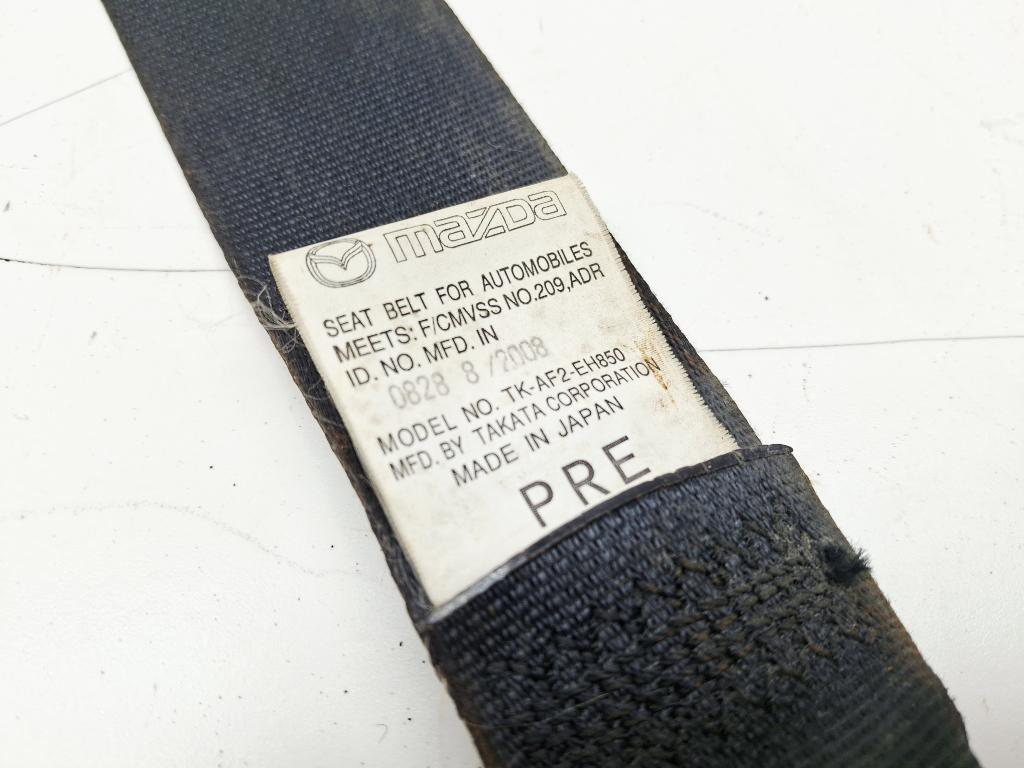 mazda
SEAT BELT FOR AUTOMOBILES
MEETS: F/CMVSS NO.209,ADR
ID. NO. MFD. IN
0828 8/2008
MODEL NO. TK-AF2-EH850
MFD. BY TAKATA CORPORATION
MADE IN JAPAN
PRE